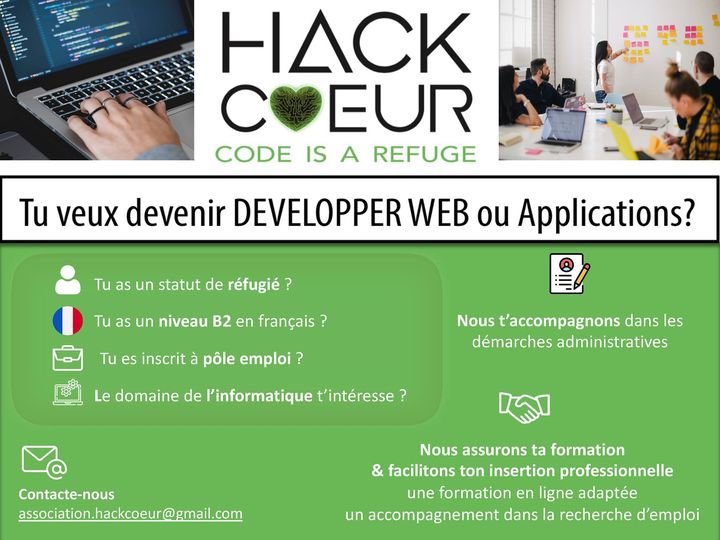 HACK
CŒUR
CODE IS A REFUGE
Tu veux devenir DEVELOPPER WEB ou Applications?
Tu as un statut de réfugié ?
Tu as un niveau B2 en français ?
Tu es inscrit à pôle emploi ?
Le domaine de l’informatique t’intéresse ?
Nous t’accompagnons dans les
démarches administratives
Nous assurons ta formation
& facilitons ton insertion professionnelle
une formation en ligne adaptée
un accompagnement dans la recherche d’emploi
Contacte-nous
association.hackcoeur@gmail.com